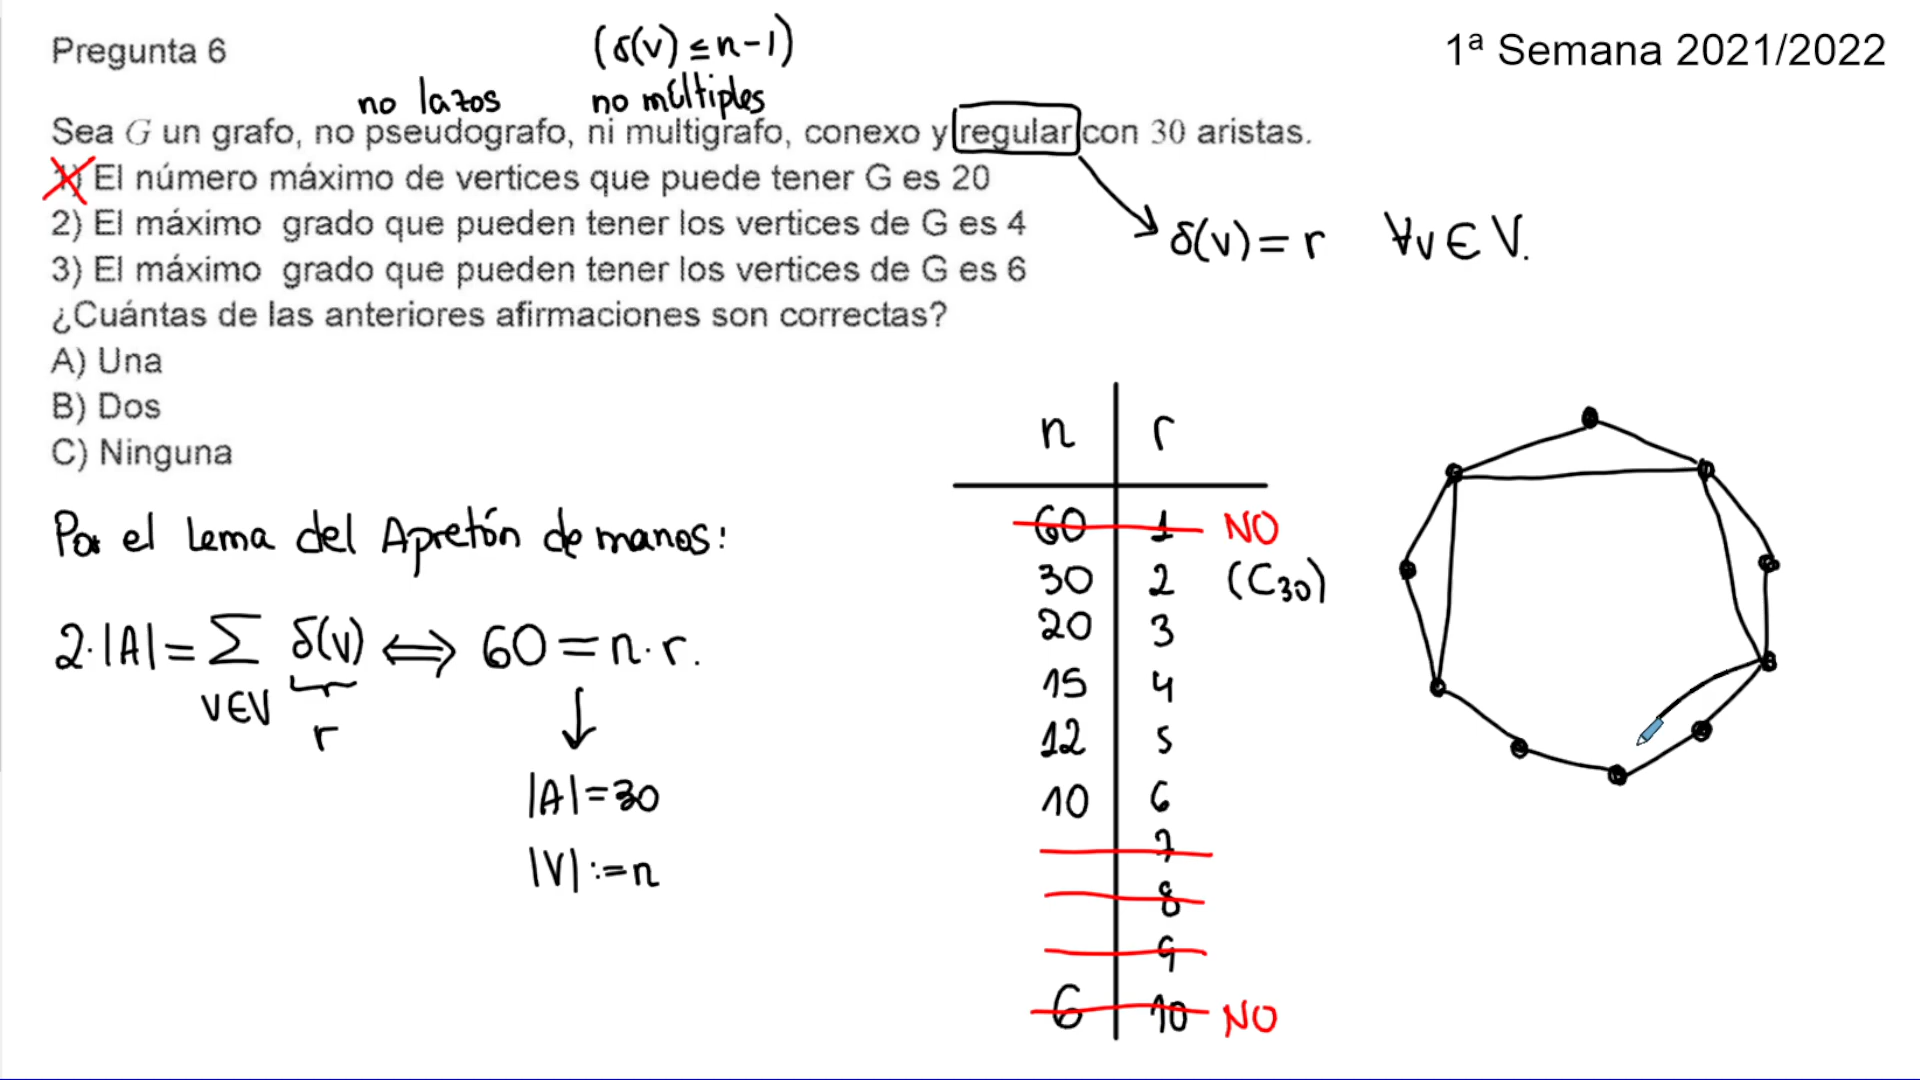 Pregunta 6
(δ(v) ≤ n-1)
1ª Semana 2021/2022
no lazos
no múltiples
Sea G un grafo, no pseudografo, ni multigrafo, conexo y regular con 30 aristas.
1) El número máximo de vertices que puede tener G es 20
2) El máximo grado que pueden tener los vertices de G es 4
3) El máximo grado que pueden tener los vertices de G es 6
δ(v) = r ∀v∈V.
¿Cuántas de las anteriores afirmaciones son correctas?
A) Una
B) Dos
C) Ninguna
Por el Lema del Apretón de manos:
2·|A| = ∑ δ(v) ⟺ 60 = n·r.
v∈V
r
↓
|A| = 30
|V| := n
n r
60 1 NO
30 2 (C₃₀)
20 3
15 4
12 5
10 6
7
8
9
6 10 NO